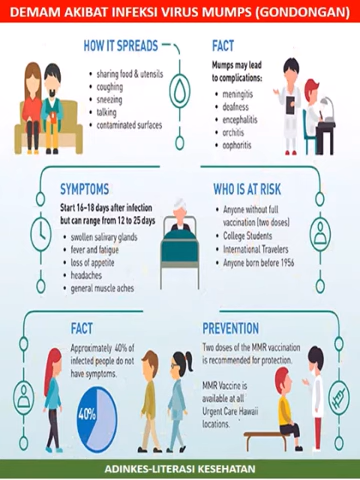 DEMAM AKIBAT INFEKSI VIRUS MUMPS (GONDONGAN)
HOW IT SPREADS
• sharing food & utensils
• coughing
• sneezing
• talking
• contaminated surfaces
FACT
Mumps may lead
to complications:
• meningitis
• deafness
• encephalitis
• orchitis
• oophoritis
SYMPTOMS
Start 16-18 days after infection
but can range from 12 to 25 days
• swollen salivary glands
• fever and fatigue
• loss of appetite
• headaches
• general muscle aches
WHO IS AT RISK
• Anyone without full
vaccination (two doses)
• College Students
• International Travelers
• Anyone born before 1956
FACT
Approximately 40% of
infected people do not
have symptoms.
40%
PREVENTION
Two doses of the MMR vaccination
is recommended for protection.
MMR Vaccine is
available at all
Urgent Care Hawaii
locations.
ADINKES-LITERASI KESEHATAN